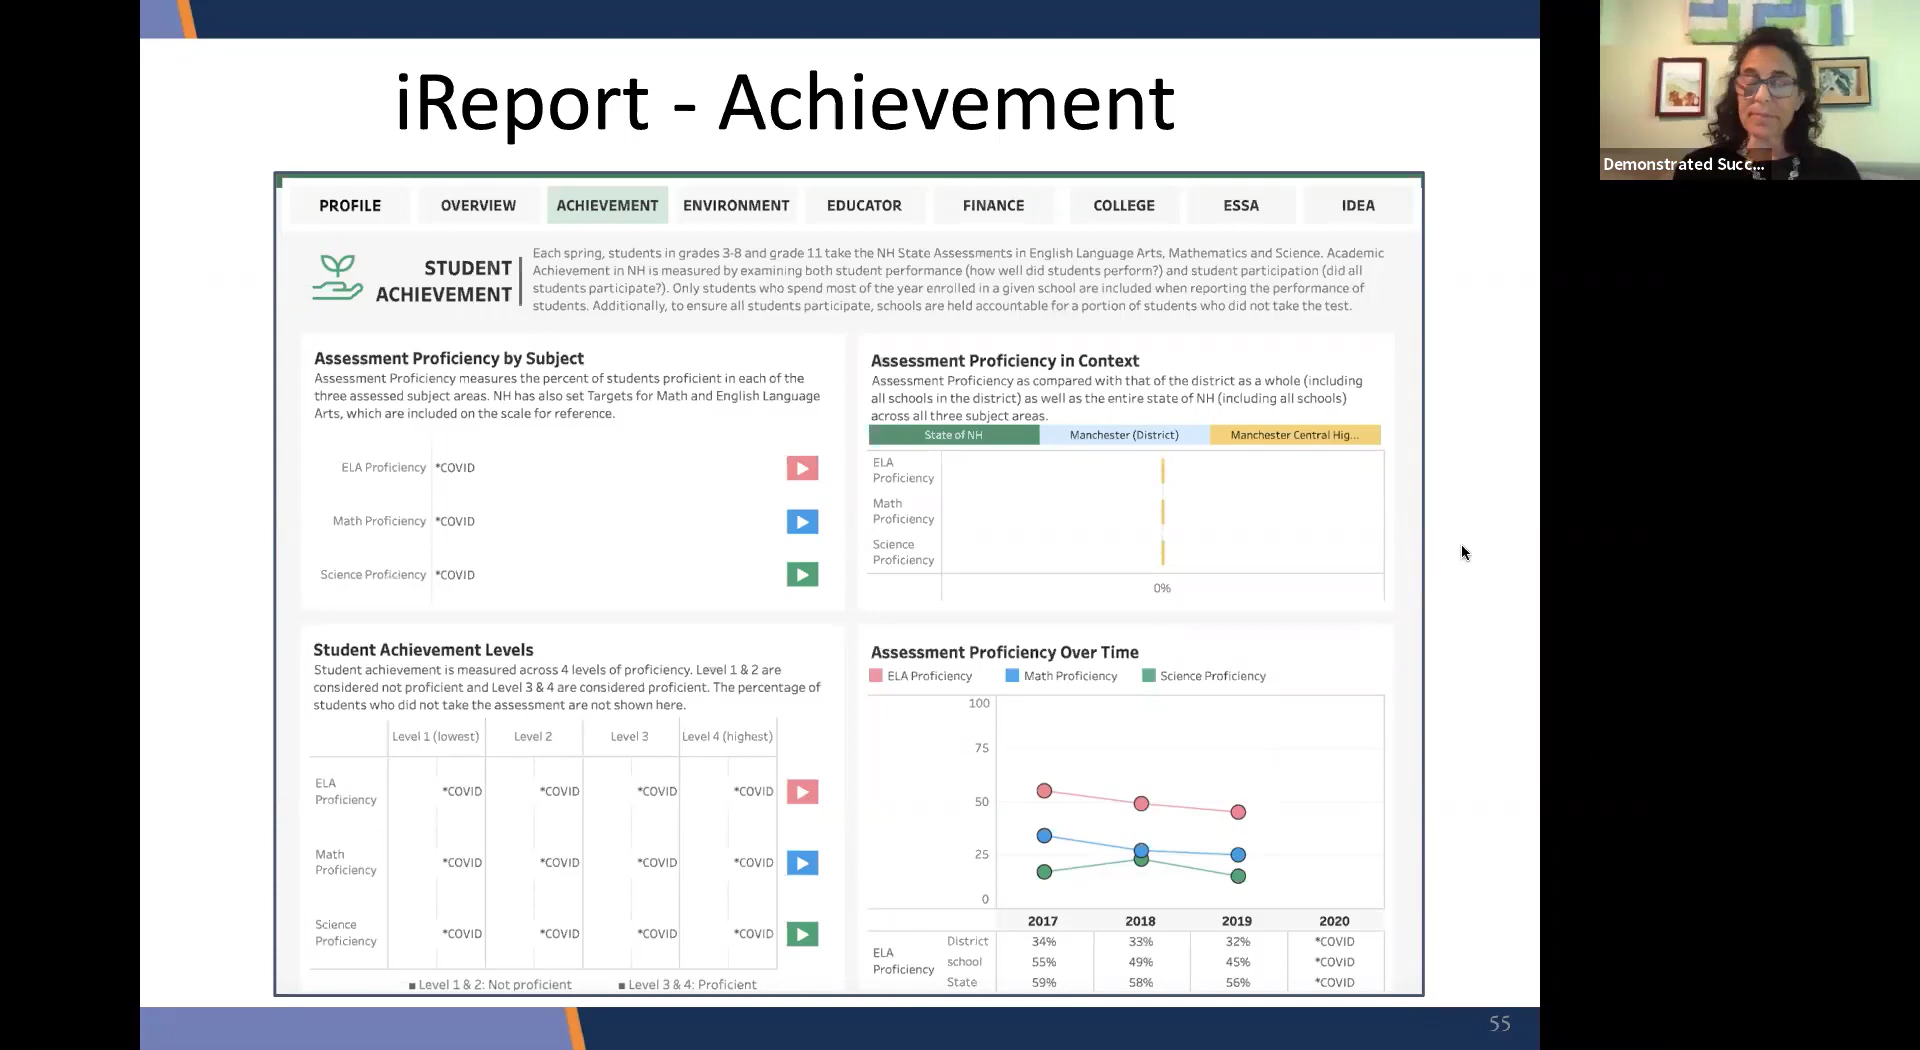 iReport - Achievement
Demonstrated Succ...
PROFILE OVERVIEW ACHIEVEMENT ENVIRONMENT EDUCATOR FINANCE COLLEGE ESSA IDEA
STUDENT
ACHIEVEMENT
Each spring, students in grades 3-8 and grade 11 take the NH State Assessments in English Language Arts, Mathematics and Science. Academic
Achievement in NH is measured by examining both student performance (how well did students perform?) and student participation (did all
students participate?). Only students who spend most of the year enrolled in a given school are included when reporting the performance of
students. Additionally, to ensure all students participate, schools are held accountable for a portion of students who did not take the test.
Assessment Proficiency by Subject
Assessment Proficiency measures the percent of students proficient in each of the
three assessed subject areas. NH has also set Targets for Math and English Language
Arts, which are included on the scale for reference.
ELA Proficiency *COVID
Math Proficiency *COVID
Science Proficiency *COVID
Assessment Proficiency in Context
Assessment Proficiency as compared with that of the district as a whole (including
all schools in the district) as well as the entire state of NH (including all schools)
across all three subject areas.
State of NH Manchester (District) Manchester Central Hig...
ELA
Proficiency
Math
Proficiency
Science
Proficiency
0%
Student Achievement Levels
Student achievement is measured across 4 levels of proficiency. Level 1 & 2 are
considered not proficient and Level 3 & 4 are considered proficient. The percentage of
students who did not take the assessment are not shown here.
Level 1 (lowest) Level 2 Level 3 Level 4 (highest)
ELA
Proficiency *COVID *COVID *COVID *COVID
Math
Proficiency *COVID *COVID *COVID *COVID
Science
Proficiency *COVID *COVID *COVID *COVID
Level 1 & 2: Not proficient Level 3 & 4: Proficient
Assessment Proficiency Over Time
ELA Proficiency Math Proficiency Science Proficiency
100
75
50
25
0
2017 2018 2019 2020
ELA
Proficiency
District 34% 33% 32% *COVID
school 55% 49% 45% *COVID
State 59% 58% 56% *COVID
55